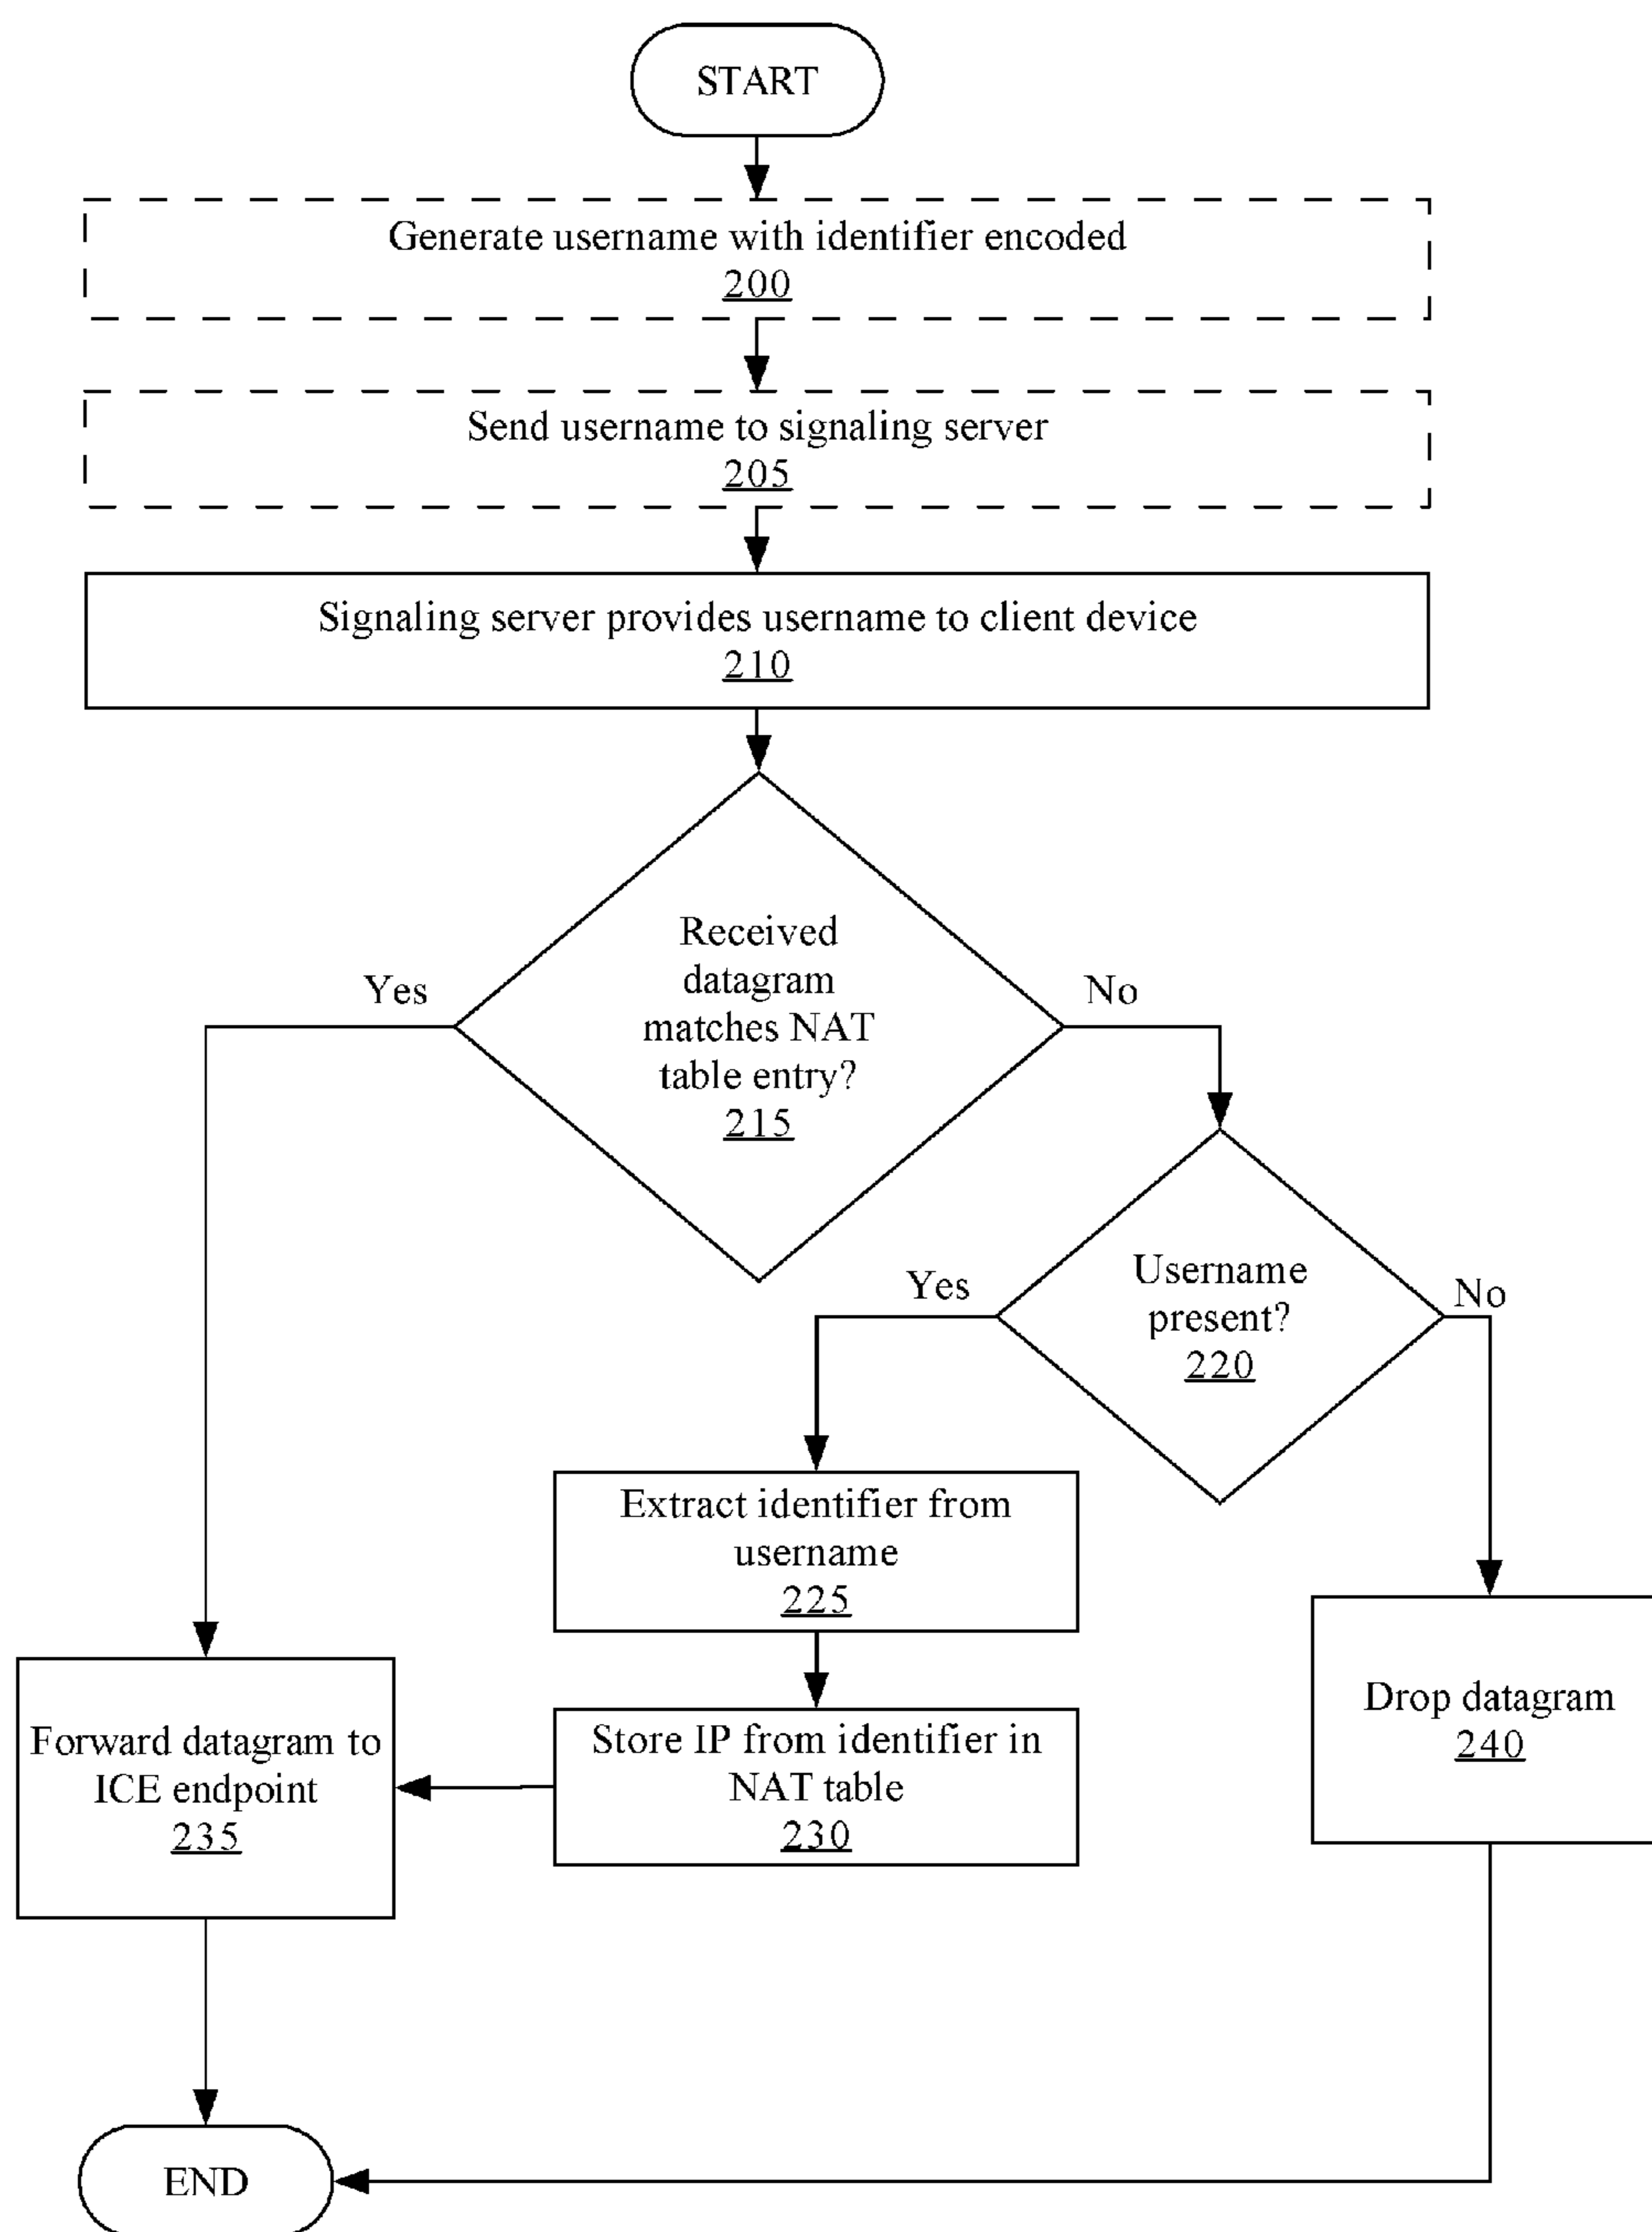 START
Generate username with identifier encoded
200
Send username to signaling server
205
Signaling server provides username to client device
210
Received
datagram
matches NAT
table entry?
215
Yes
No
Username
present?
220
Yes
No
Extract identifier from
username
225
Store IP from identifier in
NAT table
230
Forward datagram to
ICE endpoint
235
Drop datagram
240
END